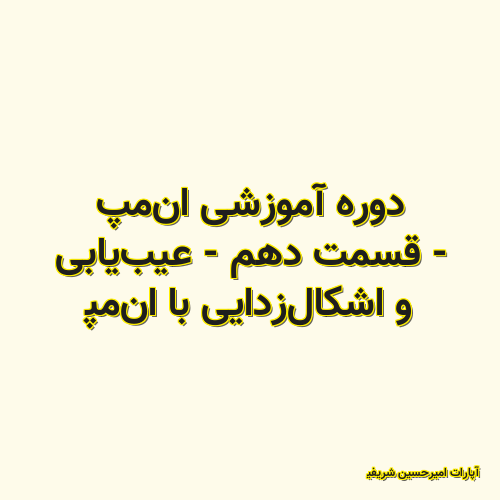 دوره آموزشی ان‌مپ
- قسمت دهم - عیب‌یابی
و اشکال‌زدایی با ان‌مپ
آپارات امیرحسین شریفی